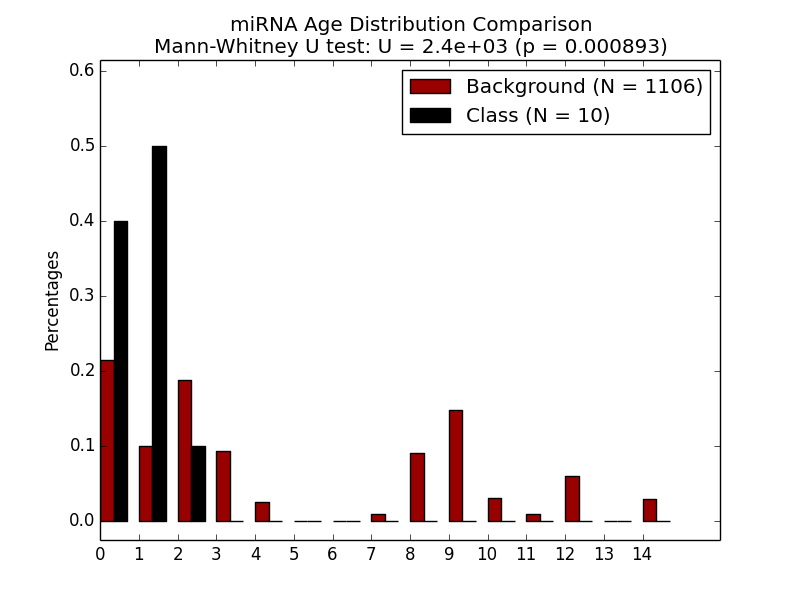 miRNA Age Distribution Comparison
Mann-Whitney U test: U = 2.4e+03 (p = 0.000893)
Background (N = 1106)
Class (N = 10)
Percentages
0.6
0.5
0.4
0.3
0.2
0.1
0.0
0 1 2 3 4 5 6 7 8 9 10 11 12 13 14